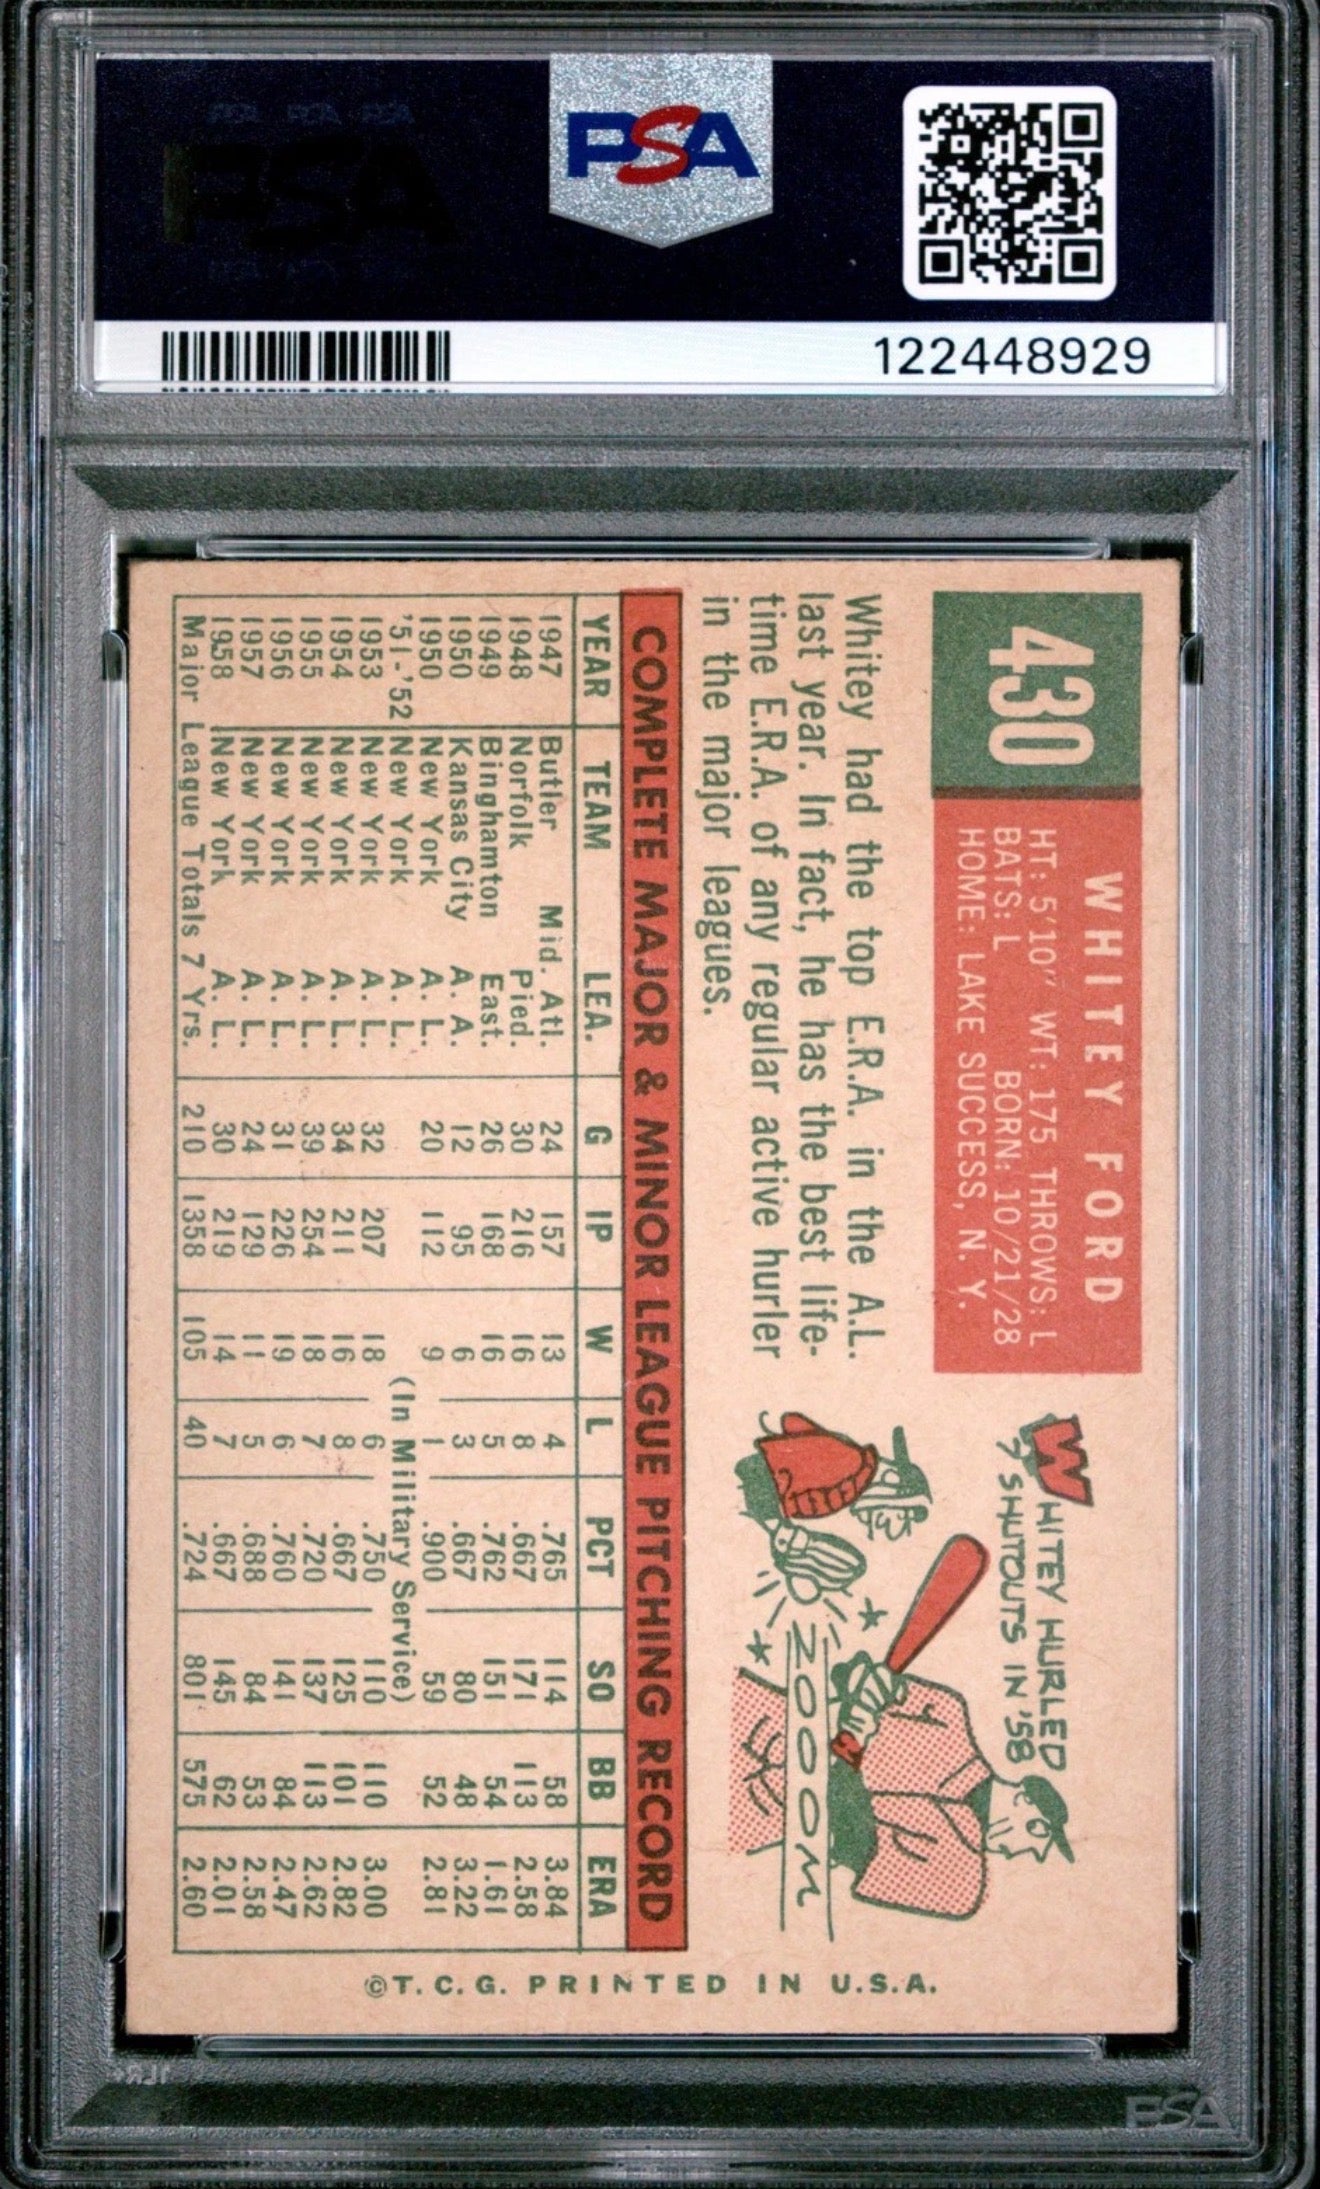 PSA
122448929
430
WHITEY FORD
HT: 5'10" WT: 175 THROWS: L
BATS: L BORN: 10/21/28
HOME: LAKE SUCCESS, N. Y.
WHITEY HURLED
7 SHUTOUTS IN '58
ZOOOOM
Whitey had the top E.R.A. in the A.L.
last year. In fact, he has the best life-
time E.R.A. of any regular active hurler
in the major leagues.
COMPLETE MAJOR & MINOR LEAGUE PITCHING RECORD
YEAR TEAM LEA. G IP W L PCT SO BB ERA
1947 Butler Mid. Atl. 24 157 13 4 .765 114 58 3.84
1948 Norfolk Pied. 30 216 16 8 .667 171 113 2.58
1949 Binghamton East. 26 168 16 5 .762 151 54 1.61
1950 Kansas City A. A. 12 95 6 3 .667 80 48 3.22
1950 New York A. L. 20 112 9 1 .900 59 52 2.81
'51-'52 New York A. L. (In Military Service)
1953 New York A. L. 32 207 18 6 .750 110 110 3.00
1954 New York A. L. 34 211 16 8 .667 125 101 2.82
1955 New York A. L. 39 254 18 7 .720 137 113 2.62
1956 New York A. L. 31 226 19 6 .760 141 84 2.47
1957 New York A. L. 24 129 11 5 .688 84 53 2.58
1958 New York A. L. 30 219 14 7 .667 145 62 2.01
Major League Totals 7 Yrs. 210 1358 105 40 .724 801 575 2.60
©T. C. G. PRINTED IN U.S.A.
PSA